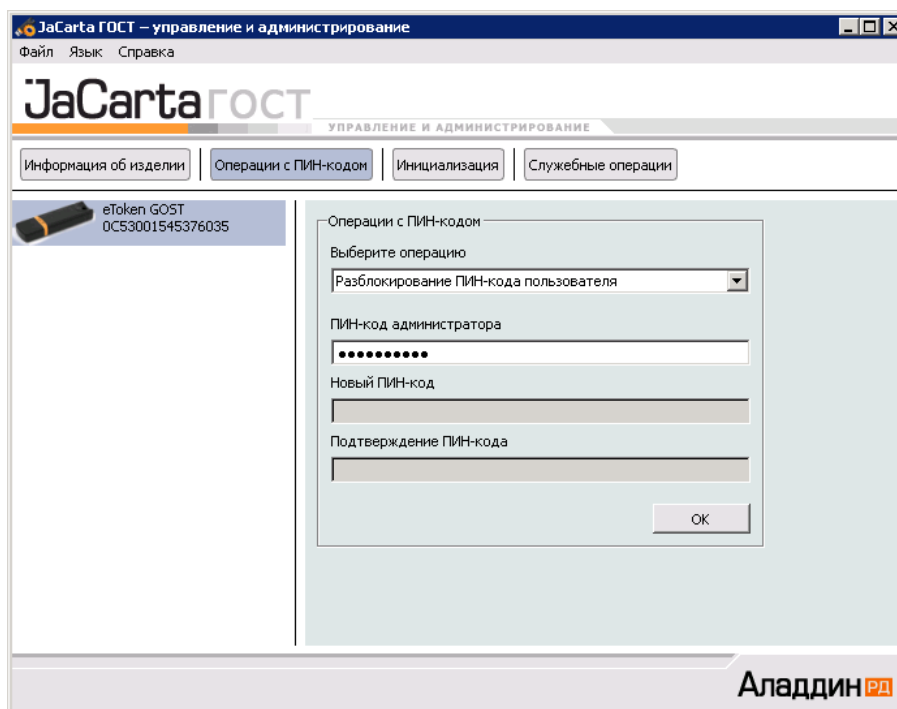 JaCarta ГОСТ – управление и администрирование
Файл Язык Справка
JaCarta ГОСТ
УПРАВЛЕНИЕ И АДМИНИСТРИРОВАНИЕ
Информация об изделии Операции с ПИН-кодом Инициализация Служебные операции
eToken GOST
0C53001545376035
Операции с ПИН-кодом
Выберите операцию
Разблокирование ПИН-кода пользователя
ПИН-код администратора
••••••••••
Новый ПИН-код
Подтверждение ПИН-кода
OK
Аладдин РД